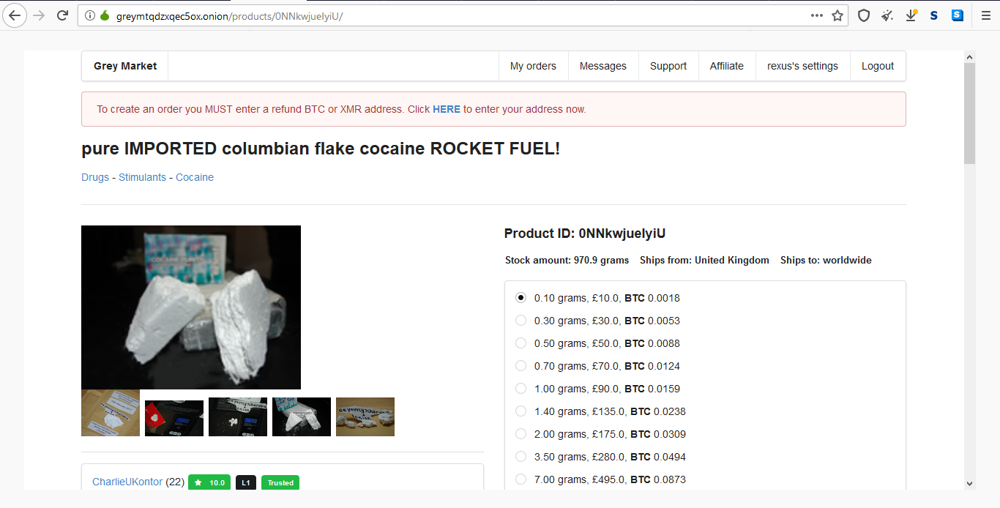 greymtqdzxqec5ox.onion/products/0NNkwjuelyiU/
Grey Market
My orders
Messages
Support
Affiliate
rexus's settings
Logout
To create an order you MUST enter a refund BTC or XMR address. Click HERE to enter your address now.
pure IMPORTED columbian flake cocaine ROCKET FUEL!
Drugs - Stimulants - Cocaine
Product ID: 0NNkwjuelyiU
Stock amount: 970.9 grams Ships from: United Kingdom Ships to: worldwide
0.10 grams, £10.0, BTC 0.0018
0.30 grams, £30.0, BTC 0.0053
0.50 grams, £50.0, BTC 0.0088
0.70 grams, £70.0, BTC 0.0124
1.00 grams, £90.0, BTC 0.0159
1.40 grams, £135.0, BTC 0.0238
2.00 grams, £175.0, BTC 0.0309
3.50 grams, £280.0, BTC 0.0494
7.00 grams, £495.0, BTC 0.0873
CharlieUKontor (22) 10.0 L1 Trusted